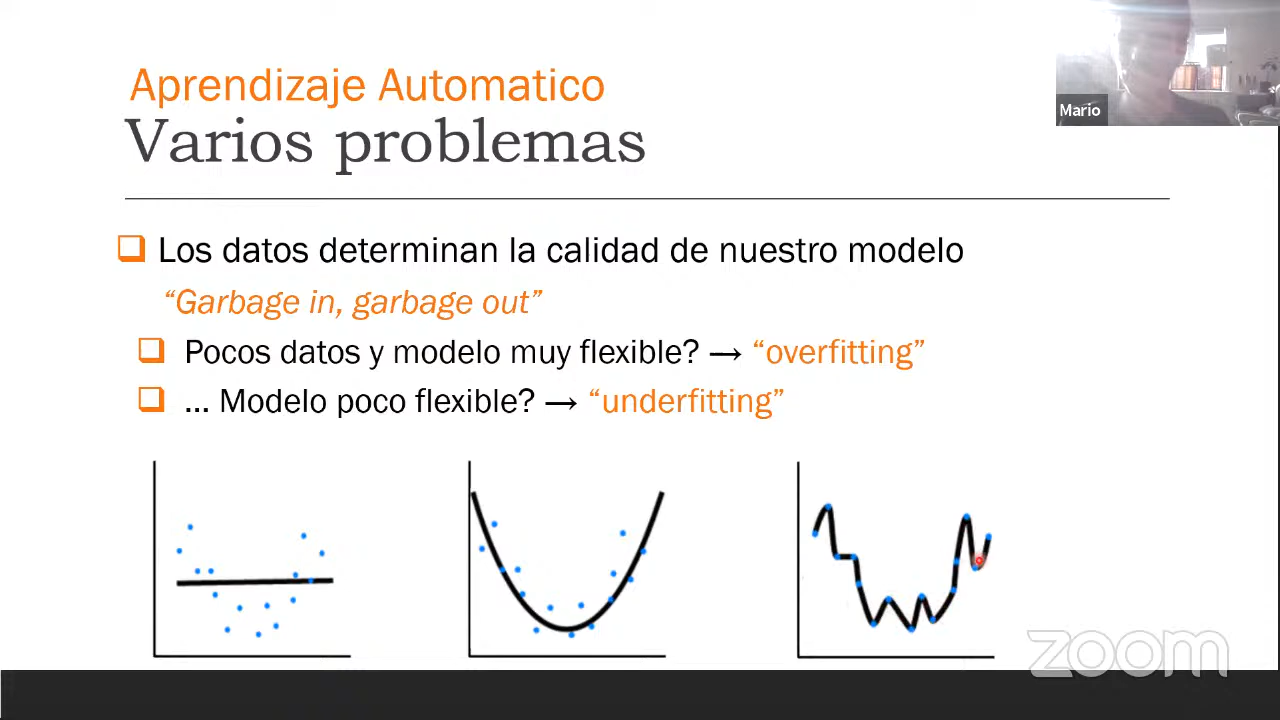 Aprendizaje Automatico
Varios problemas
Mario
Los datos determinan la calidad de nuestro modelo
“Garbage in, garbage out”
Pocos datos y modelo muy flexible? → “overfitting”
... Modelo poco flexible? → “underfitting”
zoom